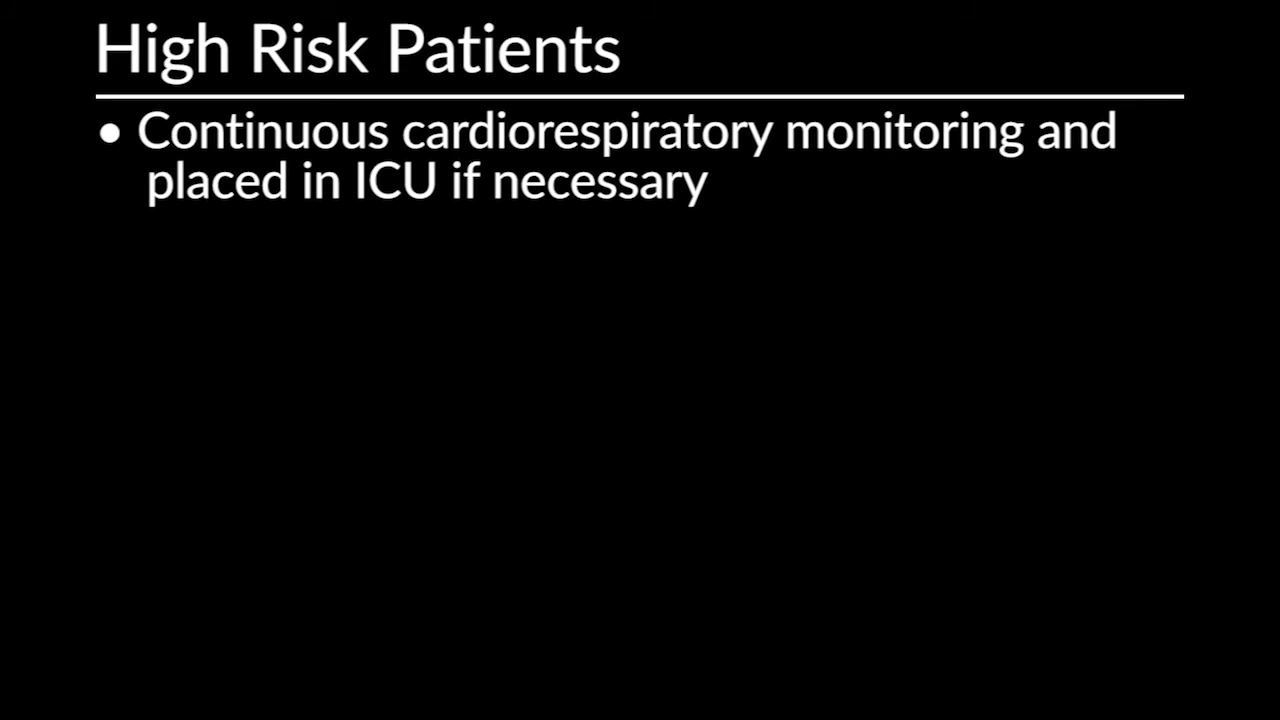 High Risk Patients
• Continuous cardiorespiratory monitoring and
placed in ICU if necessary